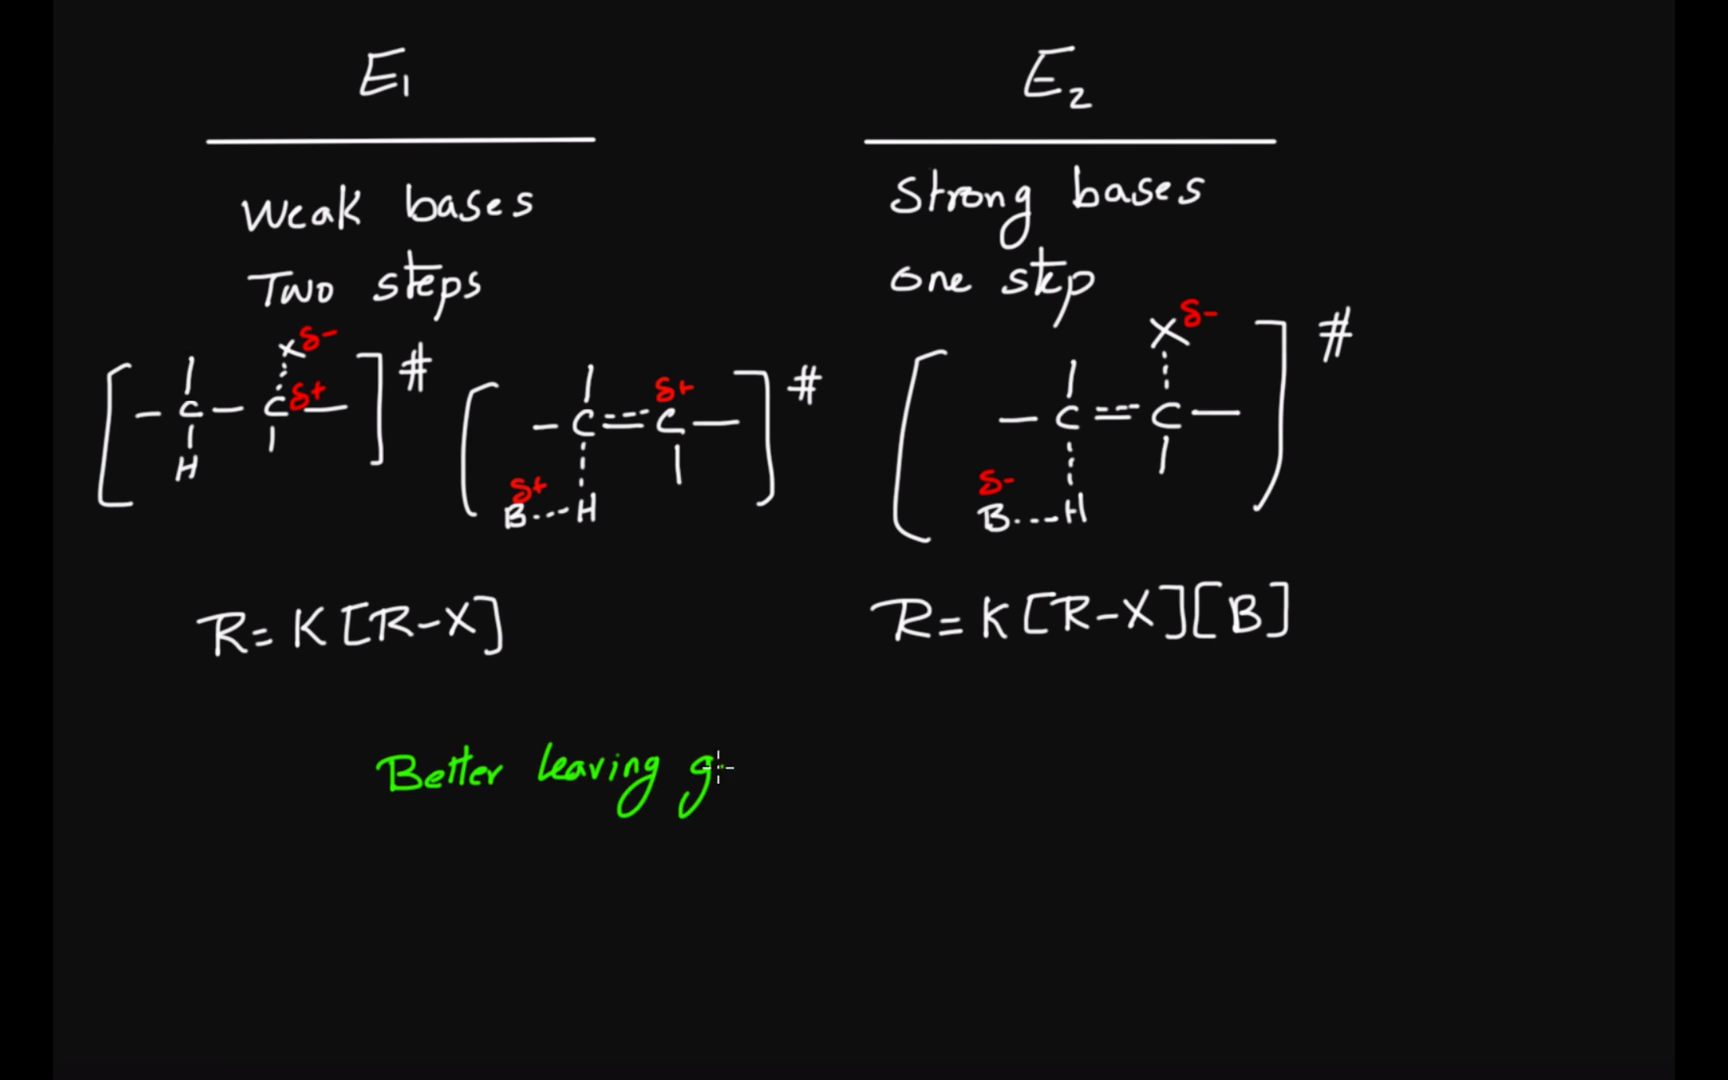 E1
Weak bases
Two steps
[ - C - C δ+ - X δ- H ] #
[ - C = C δ+ - B δ+ ---H ] #
R = K [R-X]
E2
Strong bases
one step
[ - C = C - X δ- B δ- ---H ] #
R = K [R-X][B]
Better leaving g